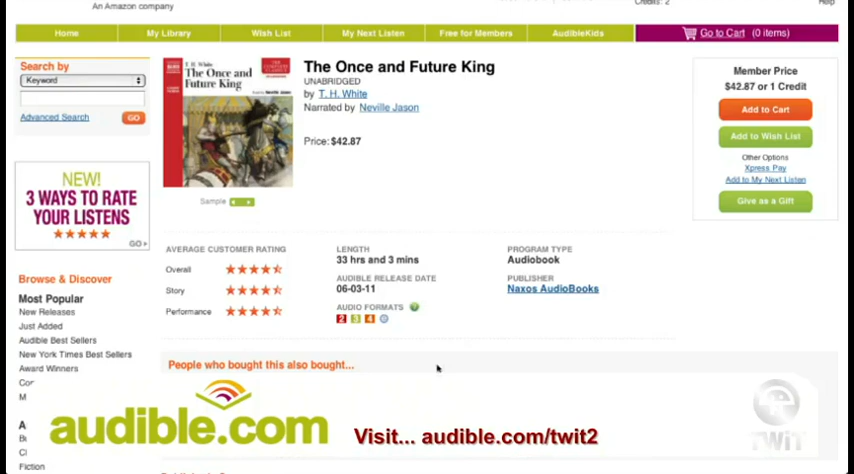 An Amazon company
Credits: 2
Help
Home
My Library
Wish List
My Next Listen
Free for Members
AudibleKids
Go to Cart (0 items)
Search by
Keyword
Advanced Search
GO
NEW!
3 WAYS TO RATE
YOUR LISTENS
GO
Browse & Discover
Most Popular
New Releases
Just Added
Audible Best Sellers
New York Times Best Sellers
Award Winners
Fiction
T. H. White
The Once and
Future King
Neville Jason
Sample
The Once and Future King
UNABRIDGED
by T. H. White
Narrated by Neville Jason
Price: $42.87
Member Price
$42.87 or 1 Credit
Add to Cart
Add to Wish List
Other Options
Xpress Pay
Add to My Next Listen
Give as a Gift
AVERAGE CUSTOMER RATING
Overall
Story
Performance
LENGTH
33 hrs and 3 mins
AUDIBLE RELEASE DATE
06-03-11
AUDIO FORMATS ?
2 3 4
PROGRAM TYPE
Audiobook
PUBLISHER
Naxos AudioBooks
People who bought this also bought...
audible.com
Visit... audible.com/twit2
TWiT